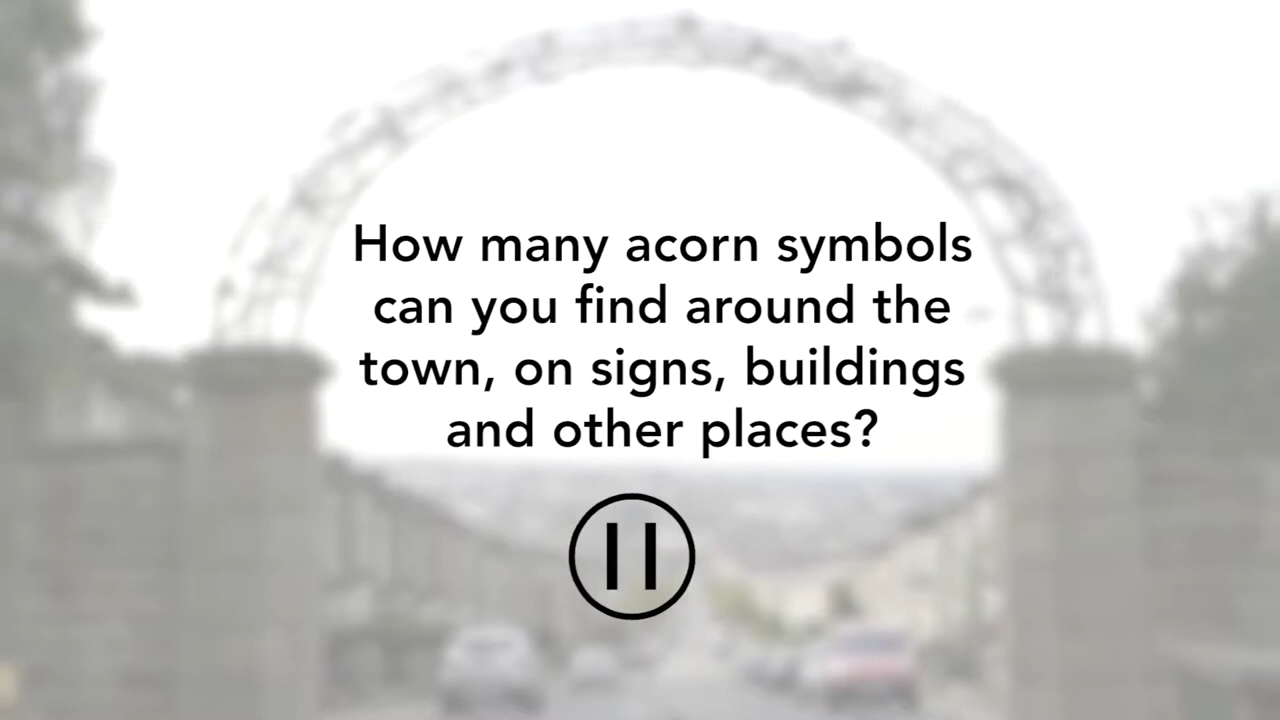 How many acorn symbols
can you find around the
town, on signs, buildings
and other places?